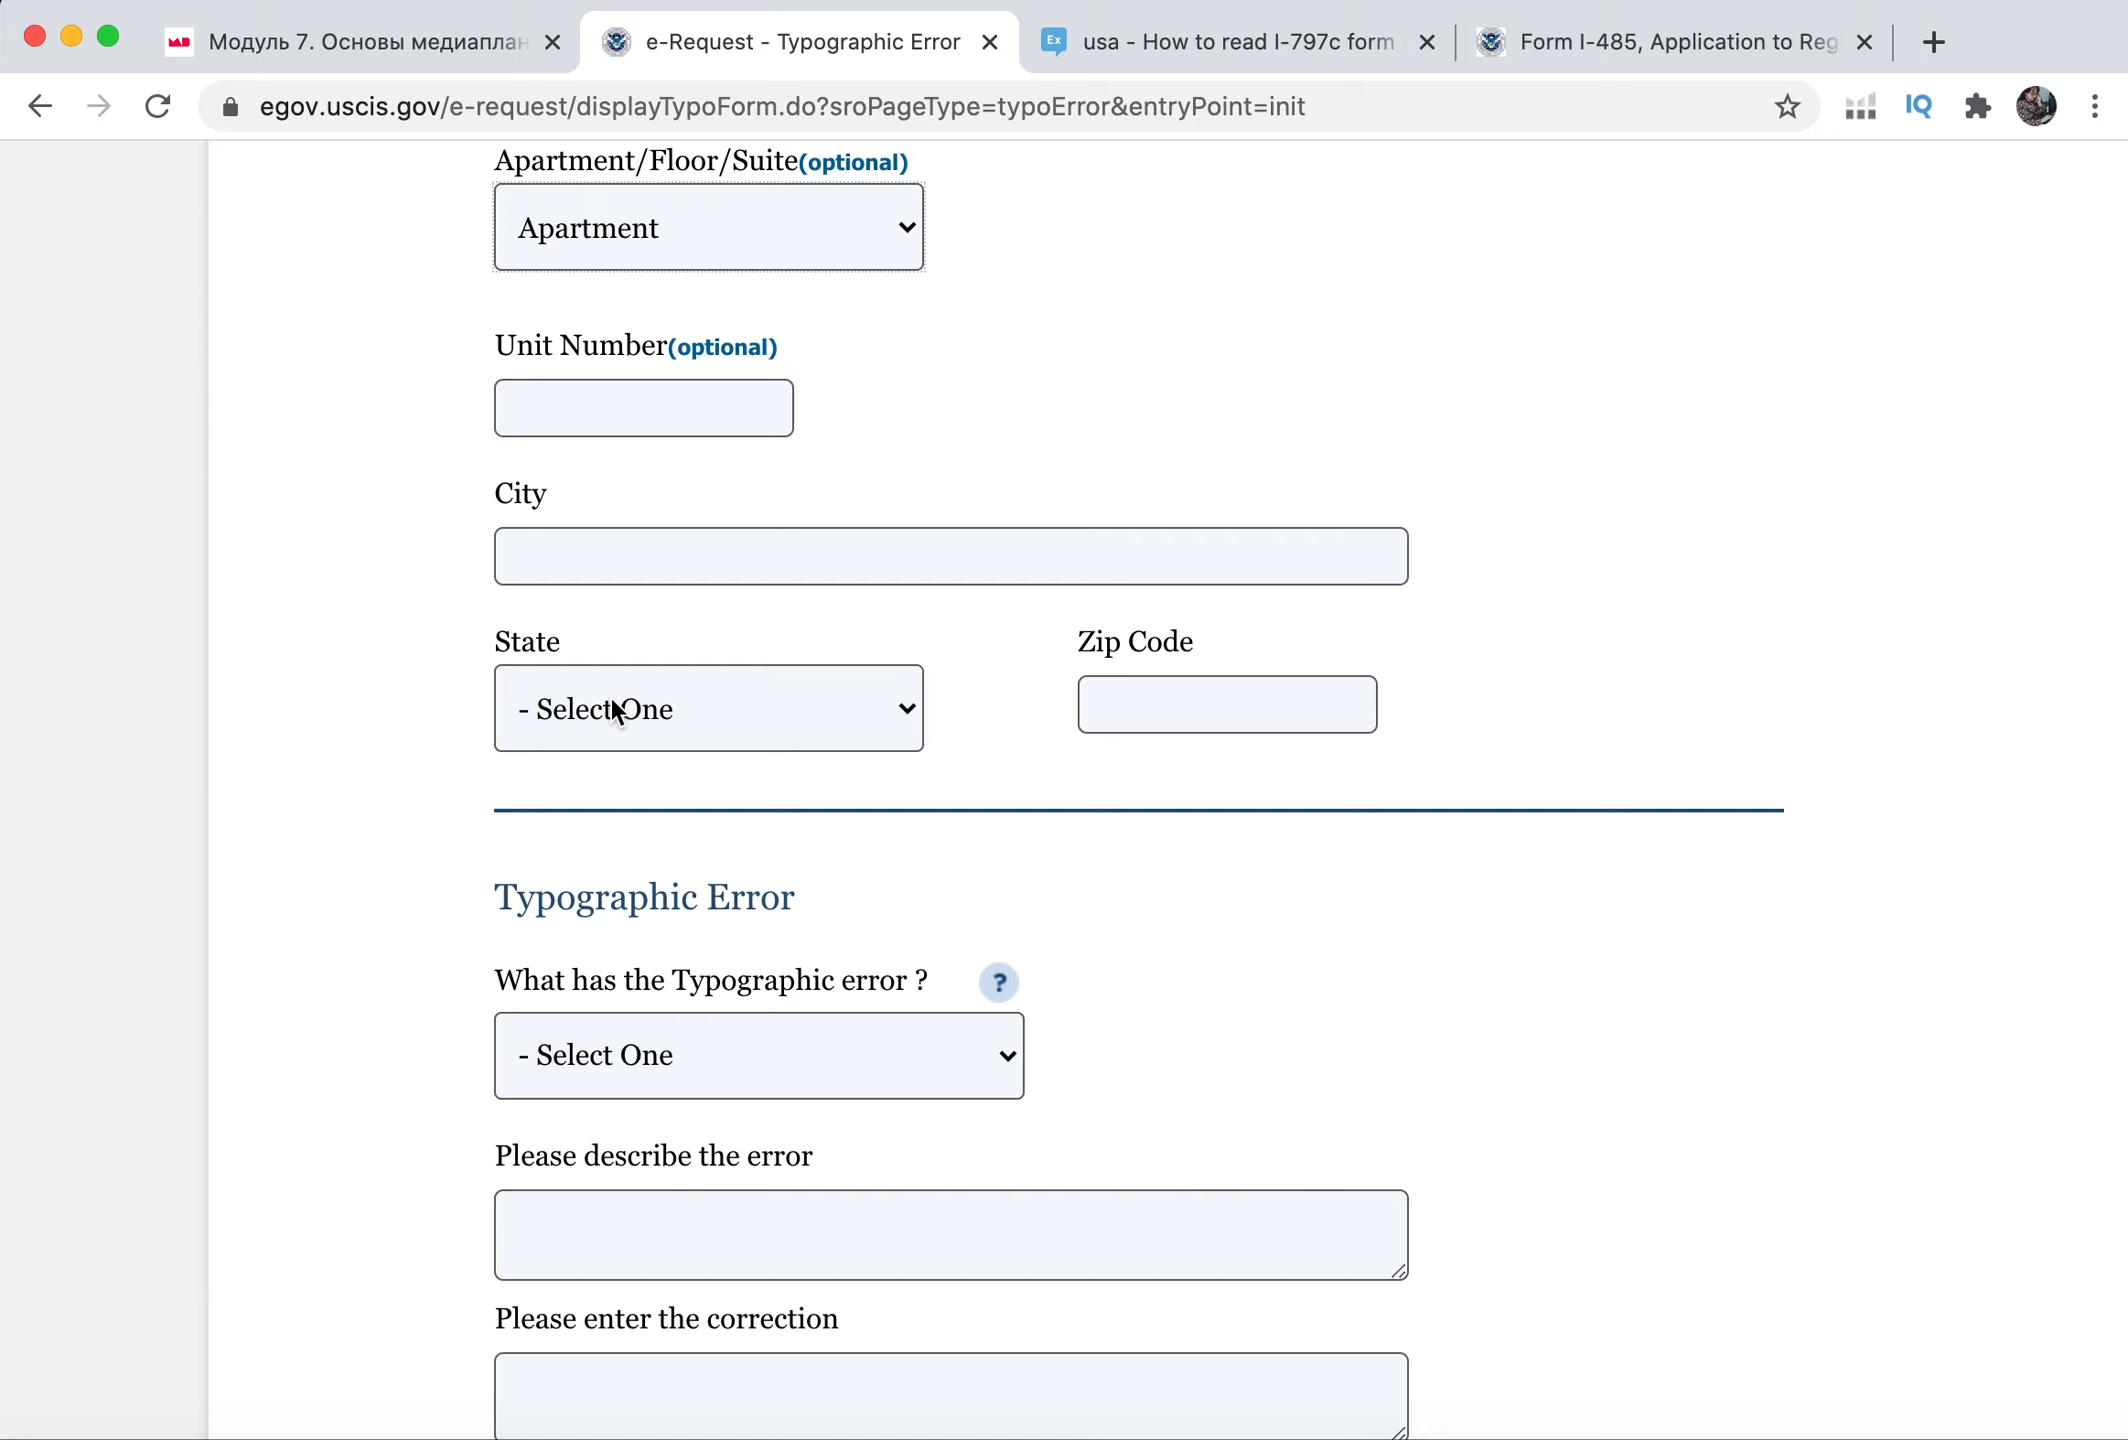 Модуль 7. Основы медиаплан
e-Request - Typographic Error
Ex
usa - How to read I-797c form
Form I-485, Application to Reg
egov.uscis.gov/e-request/displayTypoForm.do?sroPageType=typoError&entryPoint=init
IQ
Apartment/Floor/Suite(optional)
Apartment
Unit Number(optional)
City
State
Zip Code
- Select One
Typographic Error
What has the Typographic error ?
?
- Select One
Please describe the error
Please enter the correction